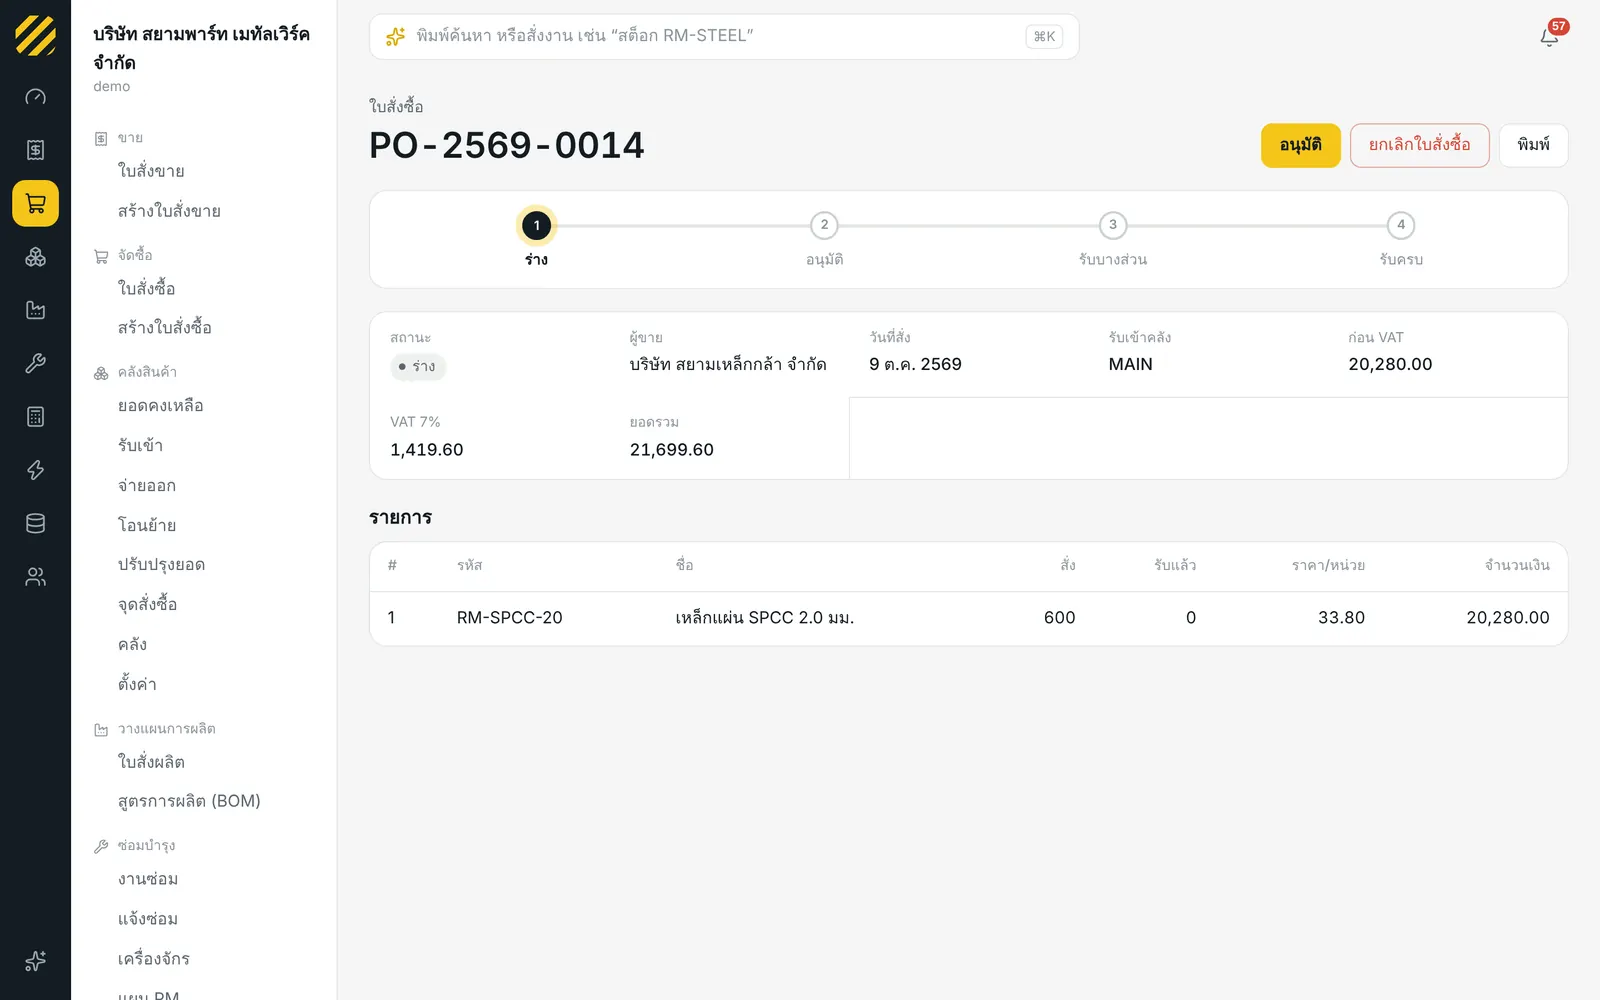 บริษัท สยามพาร์ท เมทัลเวิร์ค
จำกัด
demo
ขาย
ใบสั่งขาย
สร้างใบสั่งขาย
จัดซื้อ
ใบสั่งซื้อ
สร้างใบสั่งซื้อ
คลังสินค้า
ยอดคงเหลือ
รับเข้า
จ่ายออก
โอนย้าย
ปรับปรุงยอด
จุดสั่งซื้อ
คลัง
ตั้งค่า
วางแผนการผลิต
ใบสั่งผลิต
สูตรการผลิต (BOM)
ซ่อมบำรุง
งานซ่อม
แจ้งซ่อม
เครื่องจักร
แผน PM
พิมพ์ค้นหา หรือสั่งงาน เช่น “สต็อก RM-STEEL”
⌘K
57
ใบสั่งซื้อ
PO-2569-0014
อนุมัติ
ยกเลิกใบสั่งซื้อ
พิมพ์
1 2 3 4
ร่าง อนุมัติ รับบางส่วน รับครบ
สถานะ ผู้ขาย วันที่สั่ง รับเข้าคลัง ก่อน VAT
ร่าง บริษัท สยามเหล็กกล้า จำกัด 9 ต.ค. 2569 MAIN 20,280.00
VAT 7% ยอดรวม
1,419.60 21,699.60
รายการ
# รหัส ชื่อ สั่ง รับแล้ว ราคา/หน่วย จำนวนเงิน
1 RM-SPCC-20 เหล็กแผ่น SPCC 2.0 มม. 600 0 33.80 20,280.00